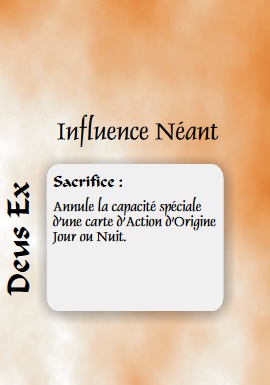 Influence Néant
Deus Ex
Sacrifice :
Annule la capacité spéciale
d'une carte d'Action d'Origine
Jour ou Nuit.